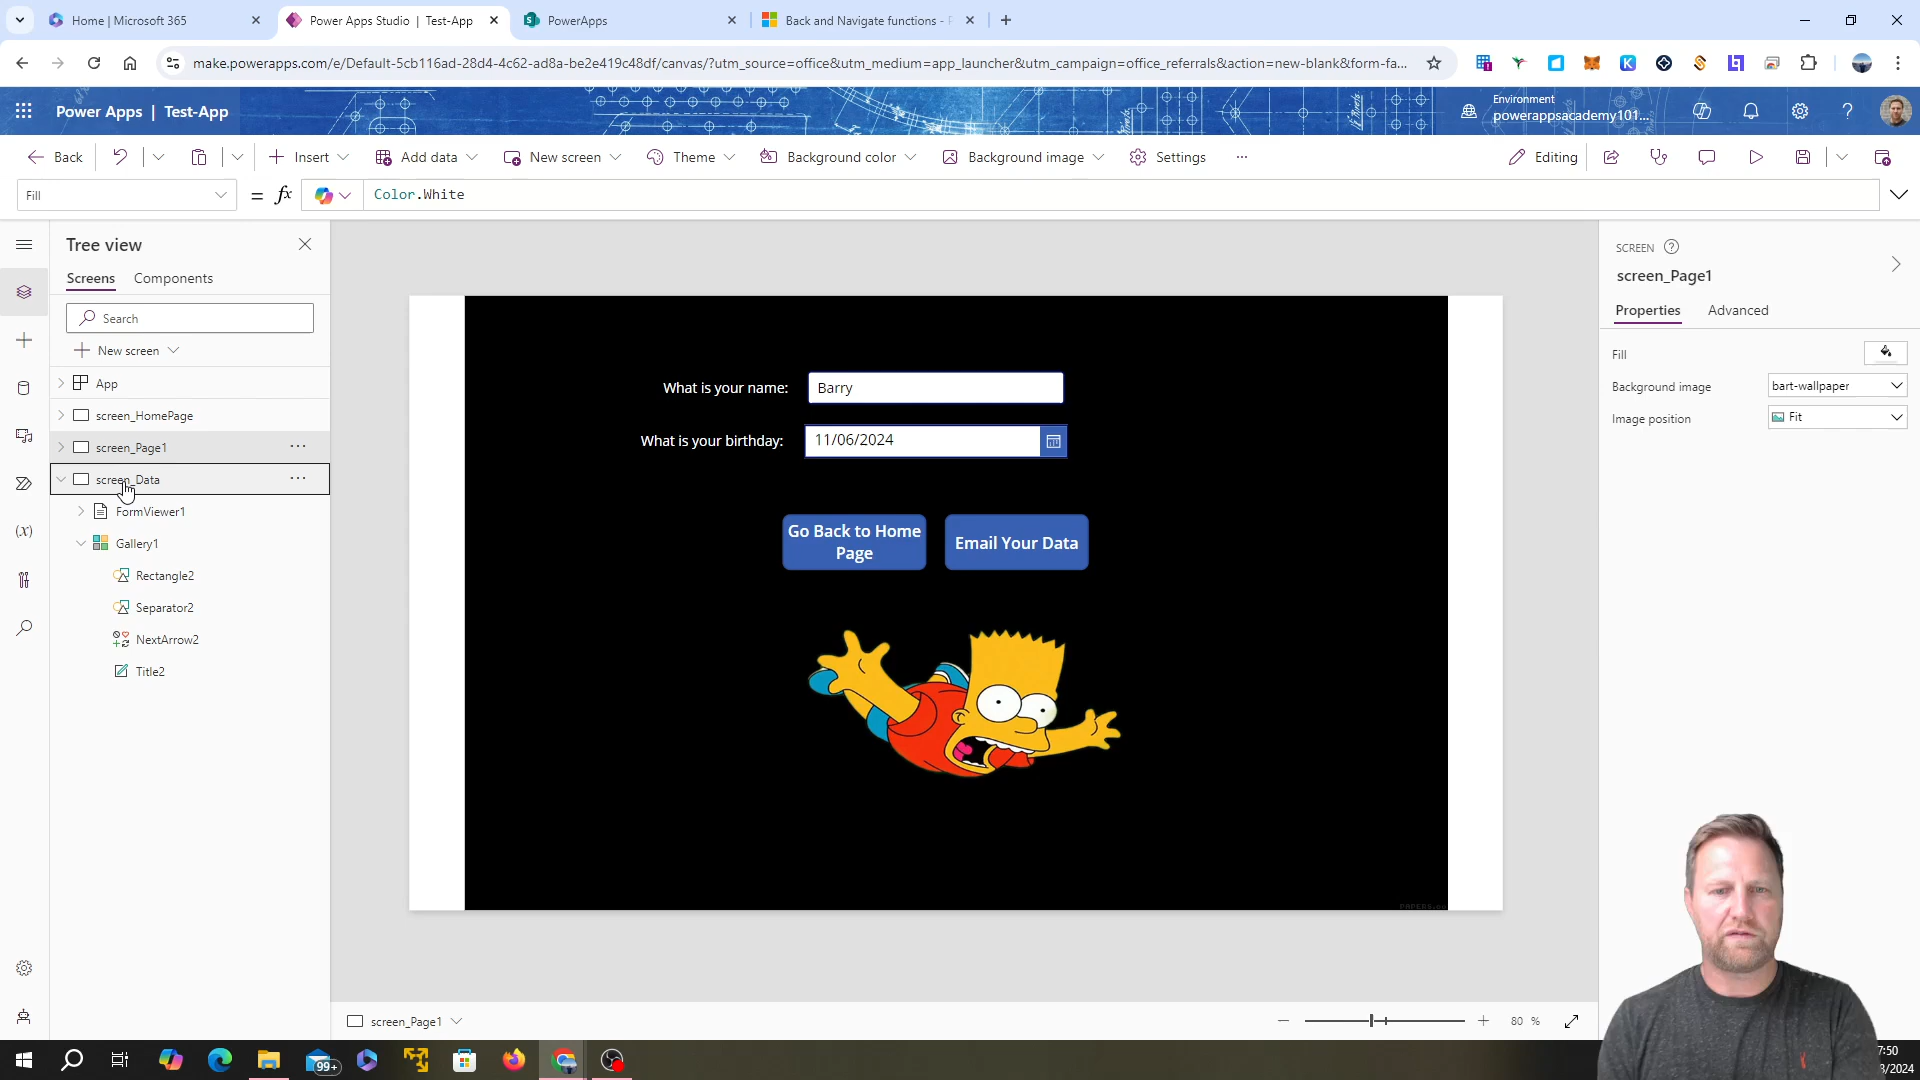 Home | Microsoft 365
Power Apps Studio | Test-App
PowerApps
Back and Navigate functions -
make.powerapps.com/e/Default-5cb116ad-28d4-4c62-ad8a-be2e419c48df/canvas/?utm_source=office&utm_medium=app_launcher&utm_campaign=office_referrals&action=new-blank&form-fa...
Power Apps | Test-App
Environment
powerappsacademy101...
Back
Insert
Add data
New screen
Theme
Background color
Background image
Settings
Editing
Fill
= fx
Color.White
Tree view
Screens
Components
Search
New screen
App
screen_HomePage
screen_Page1
screen_Data
FormViewer1
Gallery1
Rectangle2
Separator2
NextArrow2
Title2
What is your name:
Barry
What is your birthday:
11/06/2024
Go Back to Home
Page
Email Your Data
SCREEN
screen_Page1
Properties
Advanced
Fill
Background image
bart-wallpaper
Image position
Fit
screen_Page1
80 %
99+
7:50
3/2024